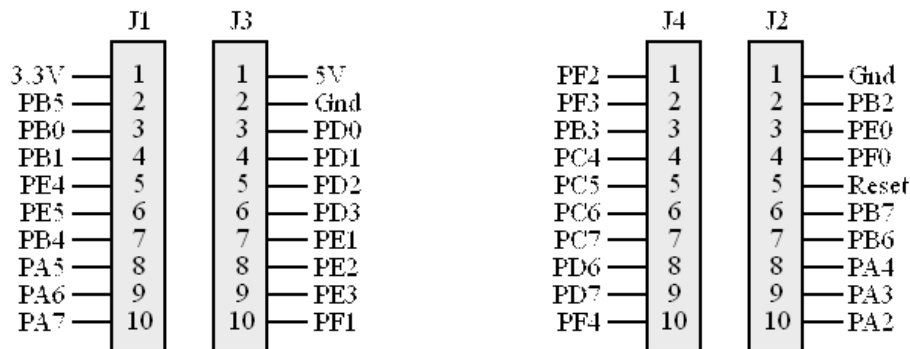 J1 J3 J4 J2
3.3V 1 1 5V PF2 1 1 Gnd
PB5 2 2 Gnd PF3 2 2 PB2
PB0 3 3 PD0 PB3 3 3 PE0
PB1 4 4 PD1 PC4 4 4 PF0
PE4 5 5 PD2 PC5 5 5 Reset
PE5 6 6 PD3 PC6 6 6 PB7
PB4 7 7 PE1 PC7 7 7 PB6
PA5 8 8 PE2 PD6 8 8 PA4
PA6 9 9 PE3 PD7 9 9 PA3
PA7 10 10 PF1 PF4 10 10 PA2